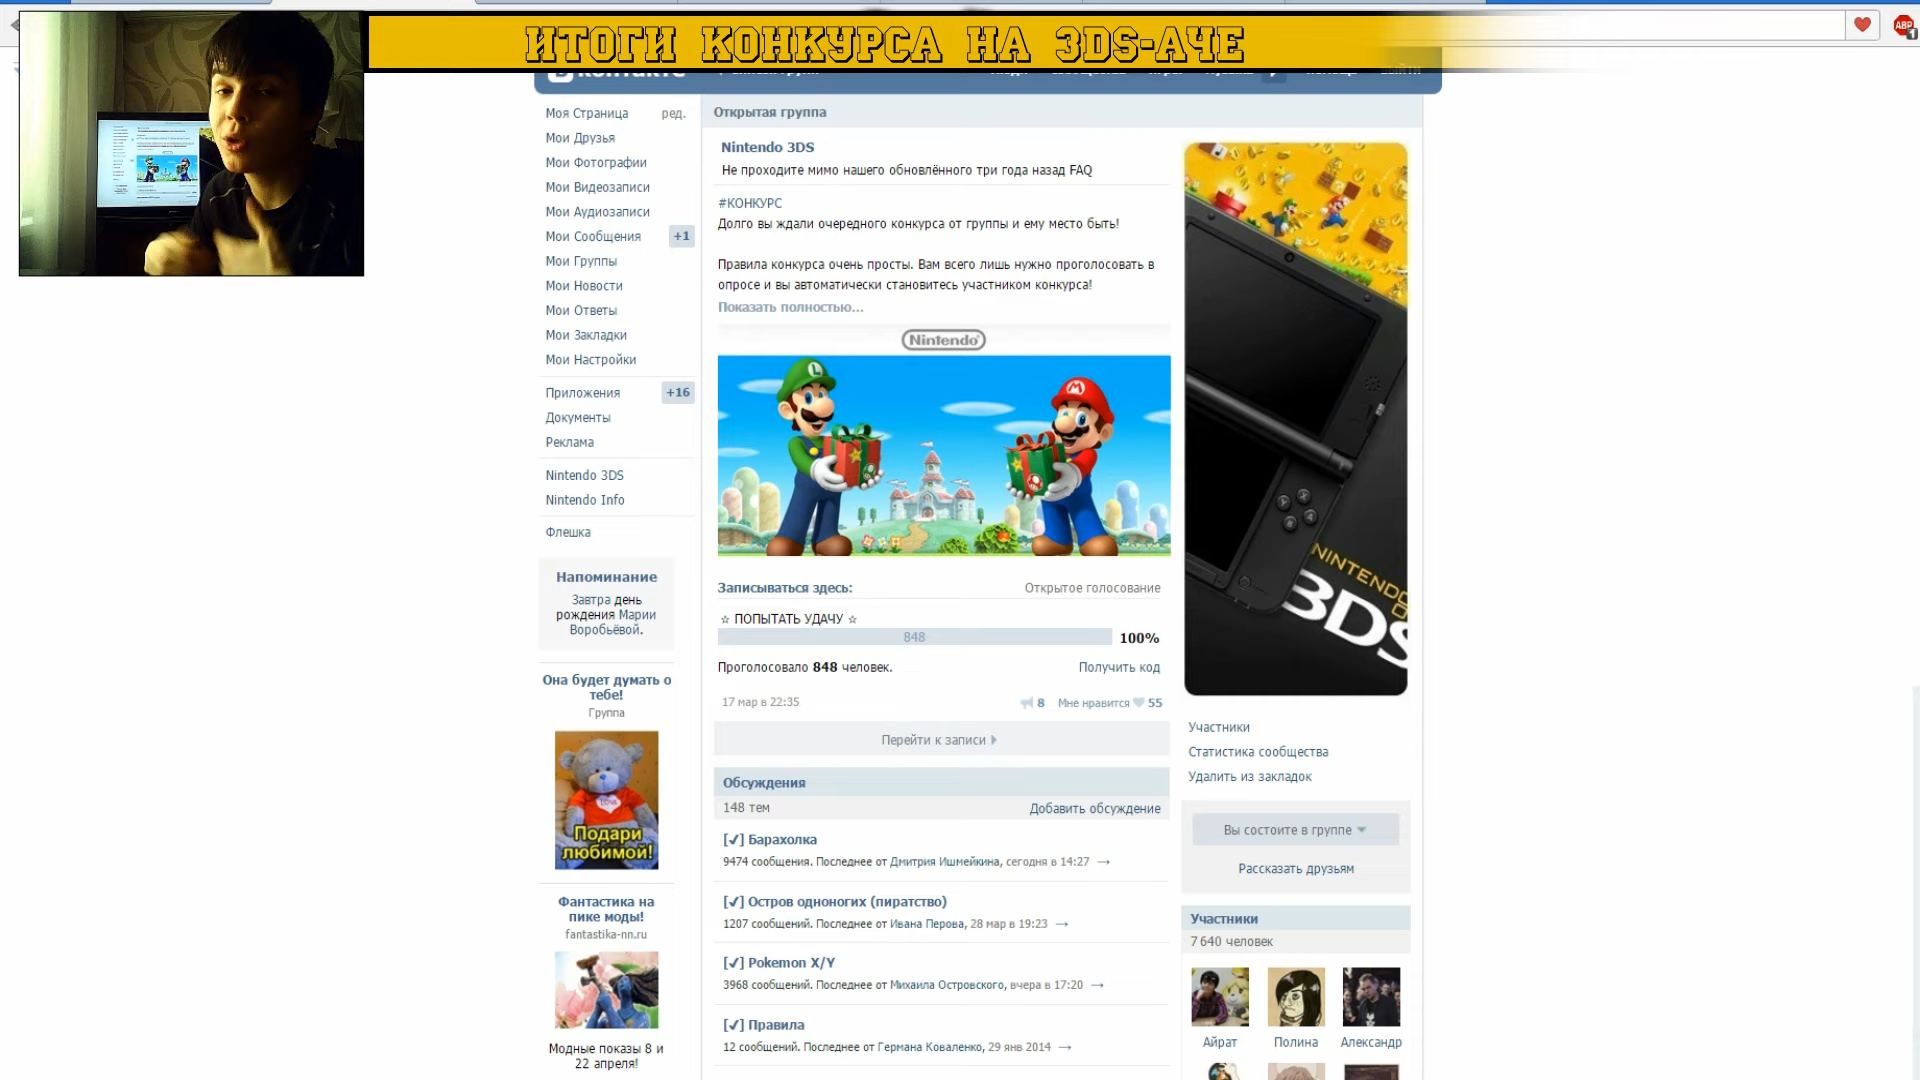 ИТОГИ КОНКУРСА НА 3DS-АЧЕ
ABP
1
Моя Страница
ред.
Мои Друзья
Мои Фотографии
Мои Видеозаписи
Мои Аудиозаписи
Мои Сообщения
+1
Мои Группы
Мои Новости
Мои Ответы
Мои Закладки
Мои Настройки
Приложения
+16
Документы
Реклама
Nintendo 3DS
Nintendo Info
Флешка
Напоминание
Завтра день
рождения Марии
Воробьёвой.
Она будет думать о
тебе!
Группа
LOVE
Подари
любимой!
Фантастика на
пике моды!
fantastika-nn.ru
Модные показы 8 и
22 апреля!
Открытая группа
Nintendo 3DS
Не проходите мимо нашего обновлённого три года назад FAQ
#КОНКУРС
Долго вы ждали очередного конкурса от группы и ему место быть!
Правила конкурса очень просты. Вам всего лишь нужно проголосовать в
опросе и вы автоматически становитесь участником конкурса!
Показать полностью...
Nintendo
L
M
Записываться здесь:
Открытое голосование
☆ ПОПЫТАТЬ УДАЧУ ☆
848
100%
Проголосовало 848 человек.
Получить код
17 мар в 22:35
8
Мне нравится
55
Перейти к записи
Обсуждения
148 тем
Добавить обсуждение
[✓] Барахолка
9474 сообщения. Последнее от Дмитрия Ишмейкина, сегодня в 14:27 →
[✓] Остров одноногих (пиратство)
1207 сообщений. Последнее от Ивана Перова, 28 мар в 19:23 →
[✓] Pokemon X/Y
3968 сообщений. Последнее от Михаила Островского, вчера в 17:20 →
[✓] Правила
12 сообщений. Последнее от Германа Коваленко, 29 янв 2014 →
NINTENDO
3DS
Участники
Статистика сообщества
Удалить из закладок
Вы состоите в группе
Рассказать друзьям
Участники
7 640 человек
Айрат
Полина
Александр